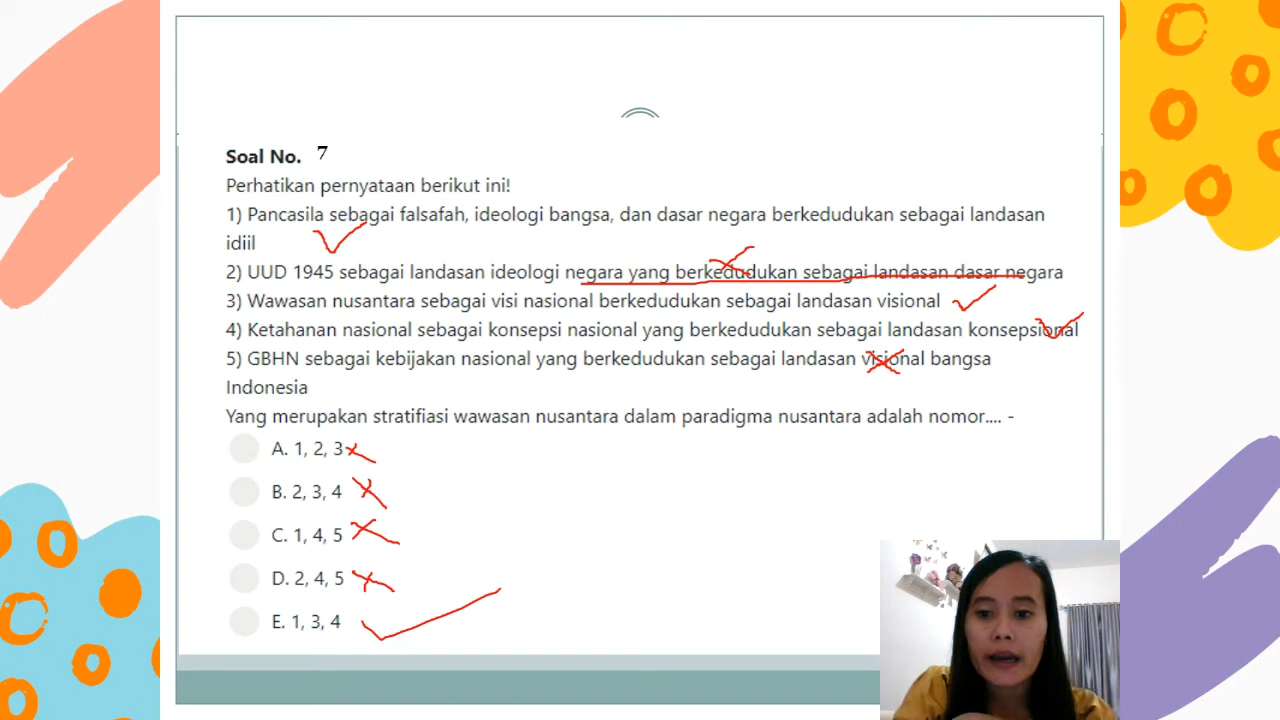 Soal No. 7
Perhatikan pernyataan berikut ini!
1) Pancasila sebagai falsafah, ideologi bangsa, dan dasar negara berkedudukan sebagai landasan
idiil
2) UUD 1945 sebagai landasan ideologi negara yang berkedudukan sebagai landasan dasar negara
3) Wawasan nusantara sebagai visi nasional berkedudukan sebagai landasan visional
4) Ketahanan nasional sebagai konsepsi nasional yang berkedudukan sebagai landasan konsepsional
5) GBHN sebagai kebijakan nasional yang berkedudukan sebagai landasan visional bangsa
Indonesia
Yang merupakan stratifiasi wawasan nusantara dalam paradigma nusantara adalah nomor.... -
A. 1, 2, 3
B. 2, 3, 4
C. 1, 4, 5
D. 2, 4, 5
E. 1, 3, 4